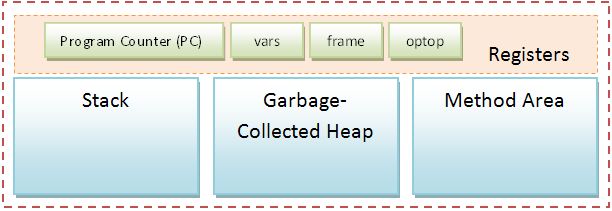 Program Counter (PC)
vars
frame
optop
Registers
Stack
Garbage-
Collected Heap
Method Area